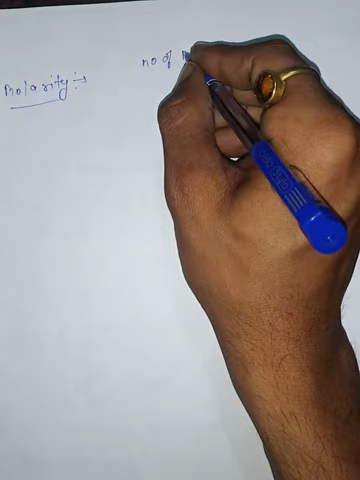 Molarity :→ no of